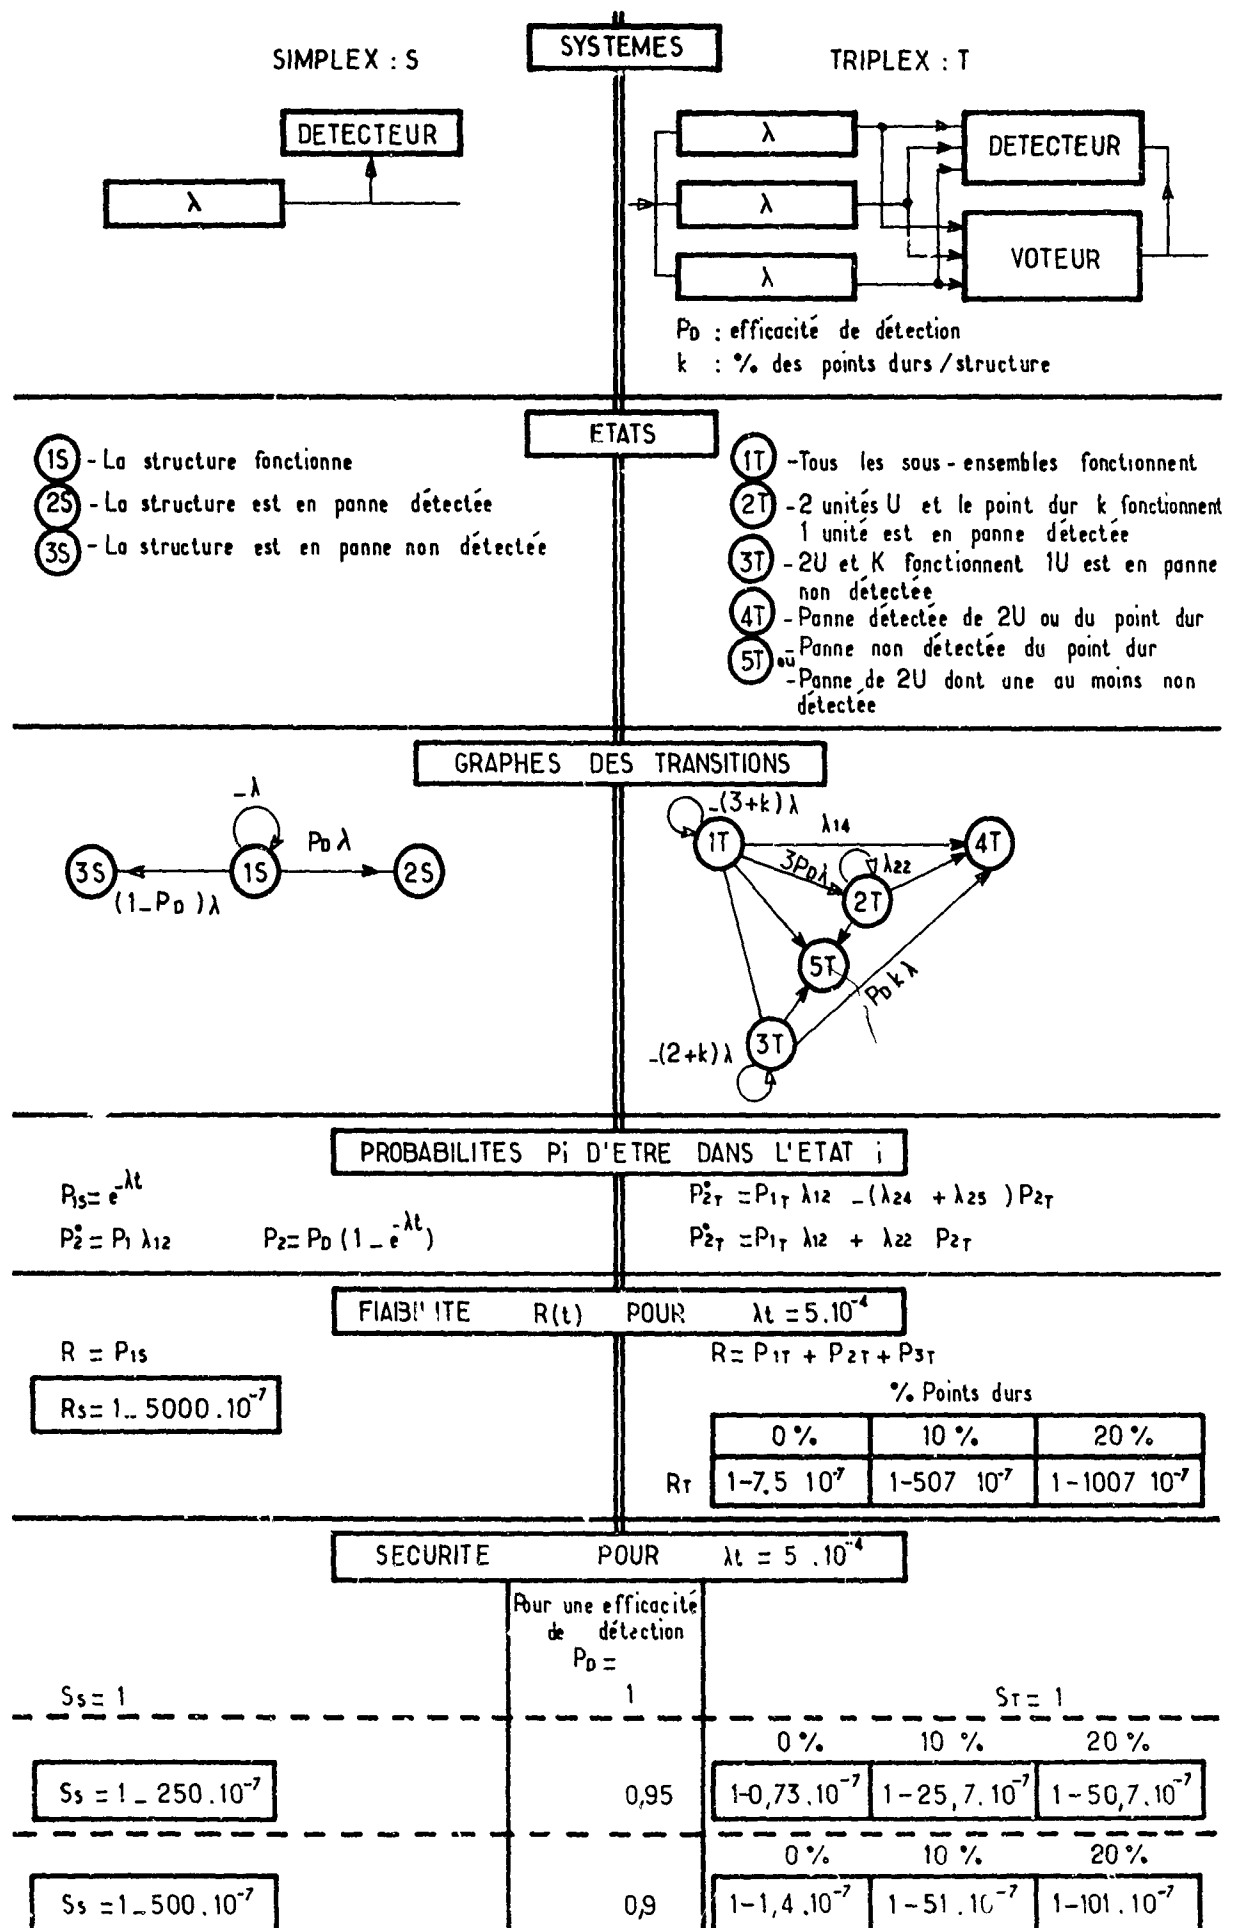 SYSTEMES
SIMPLEX : S
TRIPLEX : T
DETECTEUR
λ
λ
λ
λ
DETECTEUR
VOTEUR
PD : efficacité de détection
k : % des points durs / structure
ETATS
1S - La structure fonctionne
2S - La structure est en panne détectée
3S - La structure est en panne non détectée
1T - Tous les sous - ensembles fonctionnent
2T - 2 unités U et le point dur k fonctionnent
1 unité est en panne détectée
3T - 2U et K fonctionnent 1U est en panne
non détectée
4T - Panne détectée de 2U ou du point dur
5T ou - Panne non détectée du point dur
- Panne de 2U dont une au moins non
détectée
GRAPHES DES TRANSITIONS
-λ
PD λ
3S
1S
2S
(1-PD)λ
-(3+k)λ
1T
λ14
4T
3PDλ
λ22
2T
5T
PD k λ
3T
-(2+k)λ
PROBABILITES Pi D'ETRE DANS L'ETAT i
P1S = e^-λt
P°2 = P1 λ12 P2 = PD (1 - e^-λt)
P°2T = P1T λ12 - (λ24 + λ25) P2T
P°2T = P1T λ12 + λ22 P2T
FIABILITE R(t) POUR λt = 5.10^-4
R = P1S
Rs = 1 - 5000.10^-7
R = P1T + P2T + P3T
% Points durs
0 % 10 % 20 %
RT 1-7,5 10^-7 1-507 10^-7 1-1007 10^-7
SECURITE POUR λt = 5 .10^-4
Pour une efficacité
de détection
PD =
Ss = 1 1 ST = 1
0 % 10 % 20 %
Ss = 1 - 250.10^-7 0,95 1-0,73.10^-7 1-25,7.10^-7 1-50,7.10^-7
0 % 10 % 20 %
Ss = 1-500.10^-7 0,9 1-1,4.10^-7 1-51.10^-7 1-101.10^-7